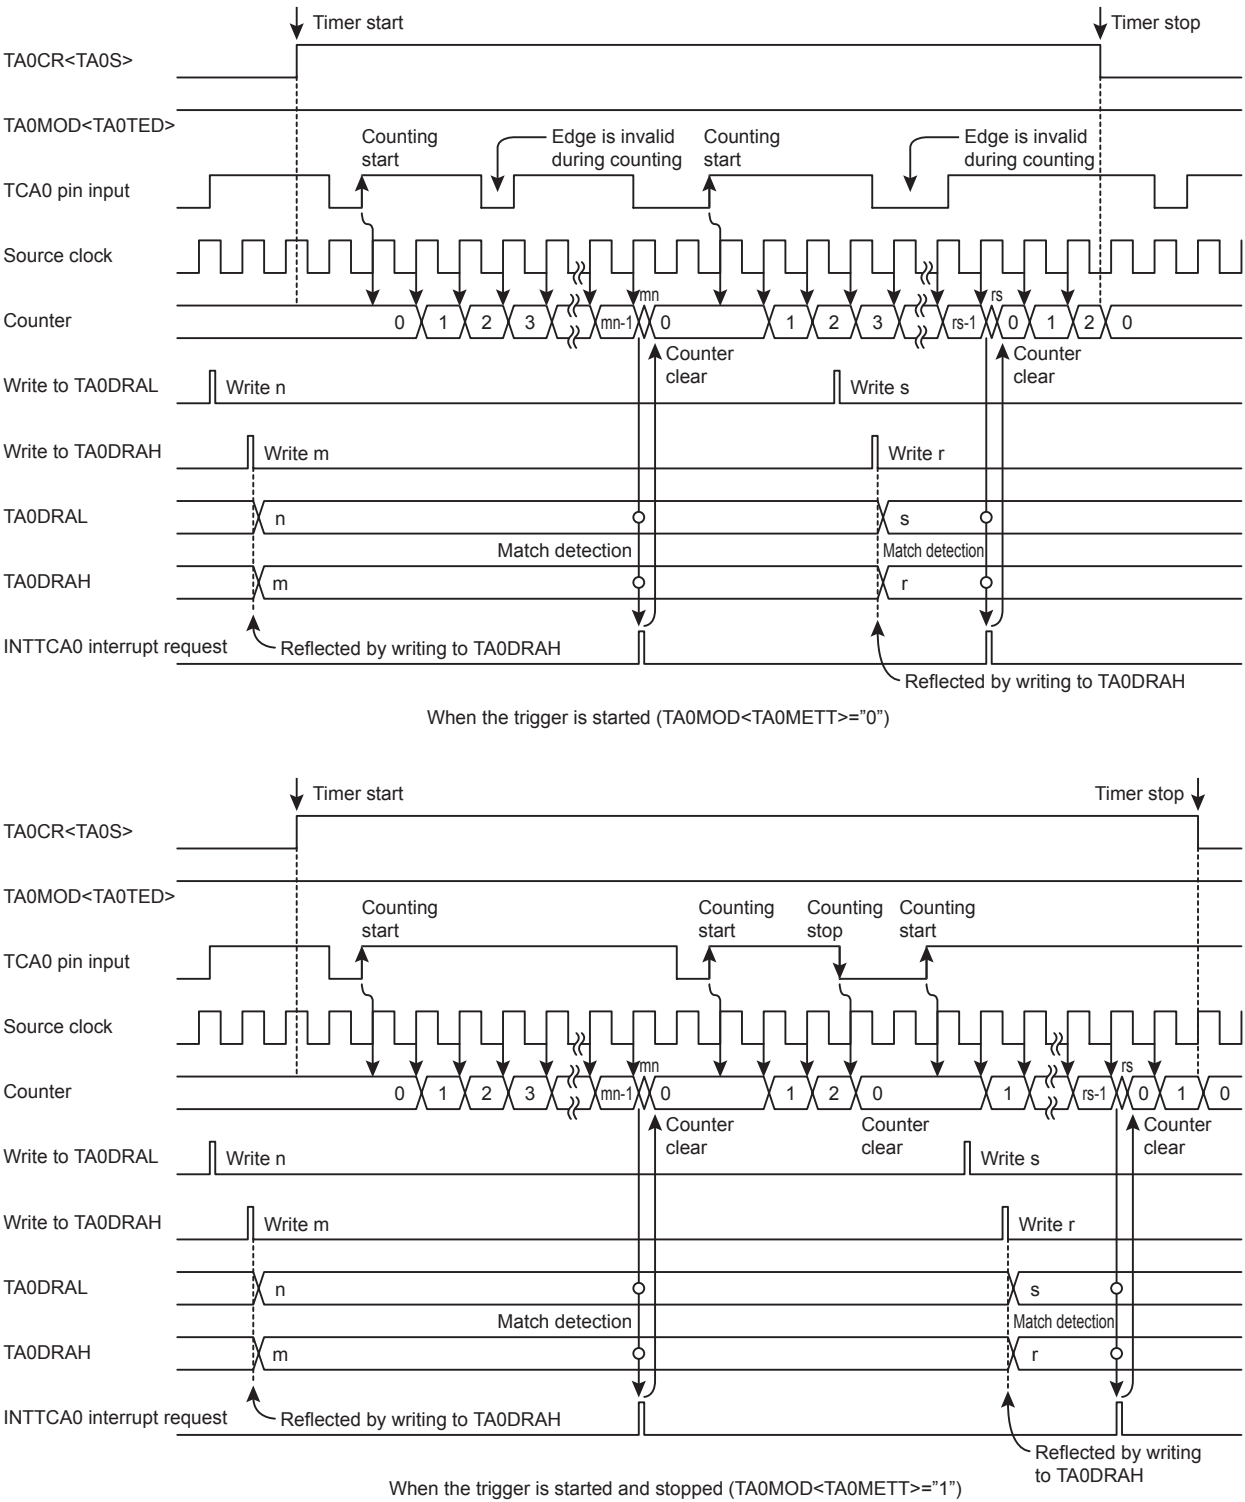 Timer start
Timer stop
TA0CR<TA0S>
TA0MOD<TA0TED>
Counting start
Edge is invalid during counting
Counting start
Edge is invalid during counting
TCA0 pin input
Source clock
mn
rs
Counter
0 1 2 3 mn-1 0 1 2 3 rs-1 0 1 2 0
Counter clear
Counter clear
Write to TA0DRAL
Write n
Write s
Write to TA0DRAH
Write m
Write r
TA0DRAL
n
s
Match detection
Match detection
TA0DRAH
m
r
INTTCA0 interrupt request
Reflected by writing to TA0DRAH
Reflected by writing to TA0DRAH
When the trigger is started (TA0MOD<TA0METT>=”0”)
Timer start
Timer stop
TA0CR<TA0S>
TA0MOD<TA0TED>
Counting start
Counting start
Counting stop
Counting start
TCA0 pin input
Source clock
mn
rs
Counter
0 1 2 3 mn-1 0 1 2 0 1 rs-1 0 1 0
Counter clear
Counter clear
Counter clear
Write to TA0DRAL
Write n
Write s
Write to TA0DRAH
Write m
Write r
TA0DRAL
n
s
Match detection
Match detection
TA0DRAH
m
r
INTTCA0 interrupt request
Reflected by writing to TA0DRAH
Reflected by writing
to TA0DRAH
When the trigger is started and stopped (TA0MOD<TA0METT>=”1”)